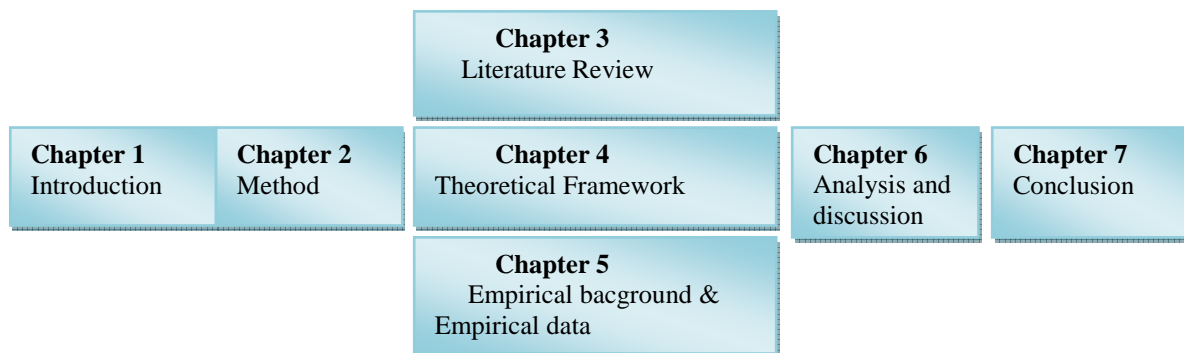 Chapter 1
Introduction
Chapter 2
Method
Chapter 3
Literature Review
Chapter 4
Theoretical Framework
Chapter 5
Empirical bacground &
Empirical data
Chapter 6
Analysis and
discussion
Chapter 7
Conclusion